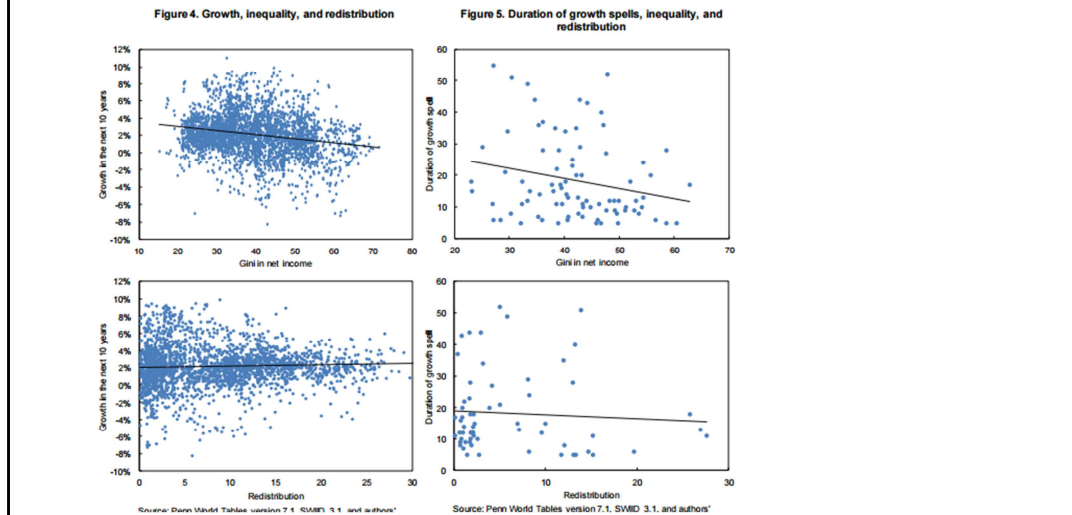 Figure 4. Growth, inequality, and redistribution
12%
10%
8%
6%
4%
2%
0%
-2%
-4%
-6%
-8%
-10%
Growth in the next 10 years
10 20 30 40 50 60 70 80
Gini in net income
Figure 5. Duration of growth spells, inequality, and
redistribution
60
50
40
30
20
10
0
Duration of growth spell
20 30 40 50 60 70
Gini in net income
12%
10%
8%
6%
4%
2%
0%
-2%
-4%
-6%
-8%
-10%
Growth in the next 10 years
0 5 10 15 20 25 30
Redistribution
Source: Penn World Tables version 7.1, SWIID 3.1, and authors'
60
50
40
30
20
10
0
Duration of growth spell
0 10 20 30
Redistribution
Source: Penn World Tables version 7.1, SWIID 3.1, and authors'